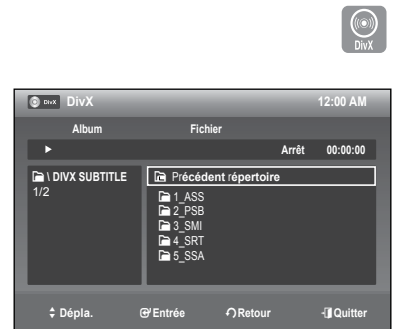 DivX
DivX DivX 12:00 AM
Album Fichier
Arrêt 00:00:00
\ DIVX SUBTITLE
1/2
Précédent répertoire
1_ASS
2_PSB
3_SMI
4_SRT
5_SSA
Dépla. Entrée Retour Quitter